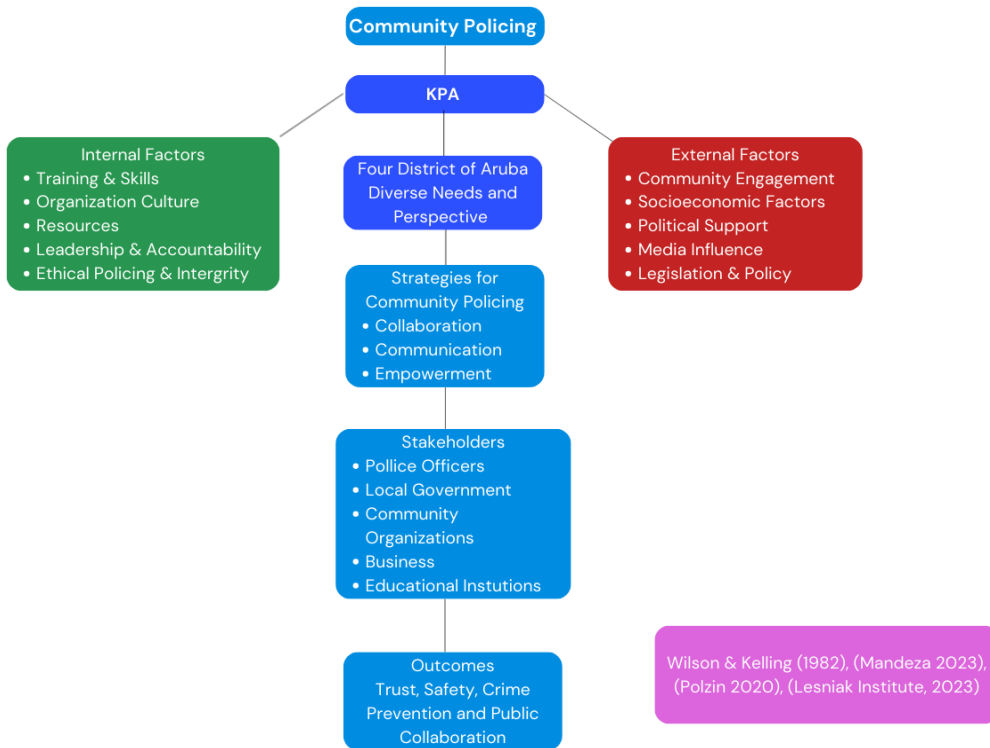 Community Policing
KPA
Internal Factors
• Training & Skills
• Organization Culture
• Resources
• Leadership & Accountability
• Ethical Policing & Intergrity
Four District of Aruba
Diverse Needs and
Perspective
External Factors
• Community Engagement
• Socioeconomic Factors
• Political Support
• Media Influence
• Legislation & Policy
Strategies for
Community Policing
• Collaboration
• Communication
• Empowerment
Stakeholders
• Pollice Officers
• Local Government
• Community
Organizations
• Business
• Educational Instutions
Outcomes
Trust, Safety, Crime
Prevention and Public
Collaboration
Wilson & Kelling (1982), (Mandeza 2023),
(Polzin 2020), (Lesniak Institute, 2023)